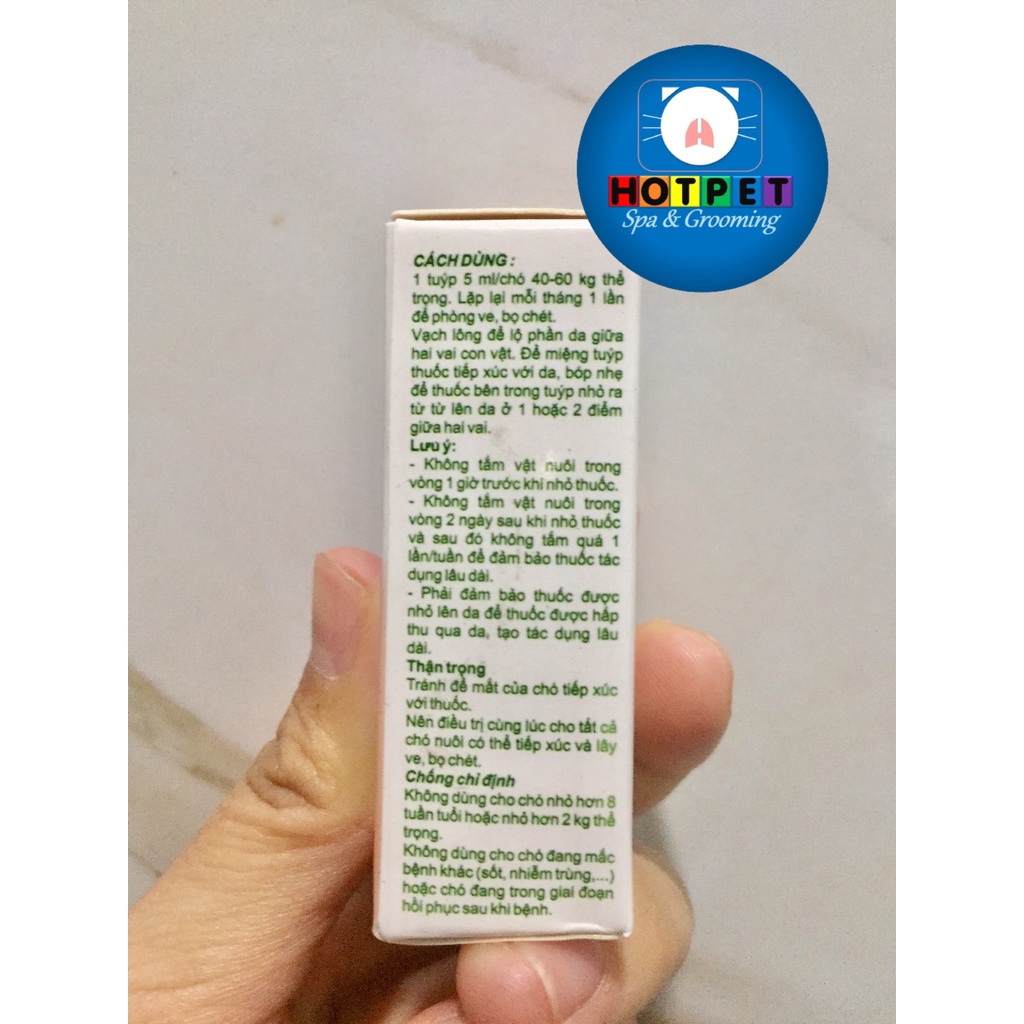 HOTPET
Spa & Grooming
CÁCH DÙNG :
1 tuýp 5 ml/chó 40-60 kg thể
trọng. Lặp lại mỗi tháng 1 lần
để phòng ve, bọ chét.
Vạch lông để lộ phần da giữa
hai vai con vật. Để miệng tuýp
thuốc tiếp xúc với da, bóp nhẹ
để thuốc bên trong tuýp nhỏ ra
từ từ lên da ở 1 hoặc 2 điểm
giữa hai vai.
Lưu ý:
- Không tắm vật nuôi trong
vòng 1 giờ trước khi nhỏ thuốc.
- Không tắm vật nuôi trong
vòng 2 ngày sau khi nhỏ thuốc
và sau đó không tắm quá 1
lần/tuần để đảm bảo thuốc tác
dụng lâu dài.
- Phải đảm bảo thuốc được
nhỏ lên da để thuốc được hấp
thu qua da, tạo tác dụng lâu
dài.
Thận trọng
Tránh để mắt của chó tiếp xúc
với thuốc.
Nên điều trị cùng lúc cho tất cả
chó nuôi có thể tiếp xúc và lây
ve, bọ chét.
Chống chỉ định
Không dùng cho chó nhỏ hơn 8
tuần tuổi hoặc nhỏ hơn 2 kg thể
trọng.
Không dùng cho chó đang mắc
bệnh khác (sốt, nhiễm trùng,...)
hoặc chó đang trong giai đoạn
hồi phục sau khi bệnh.